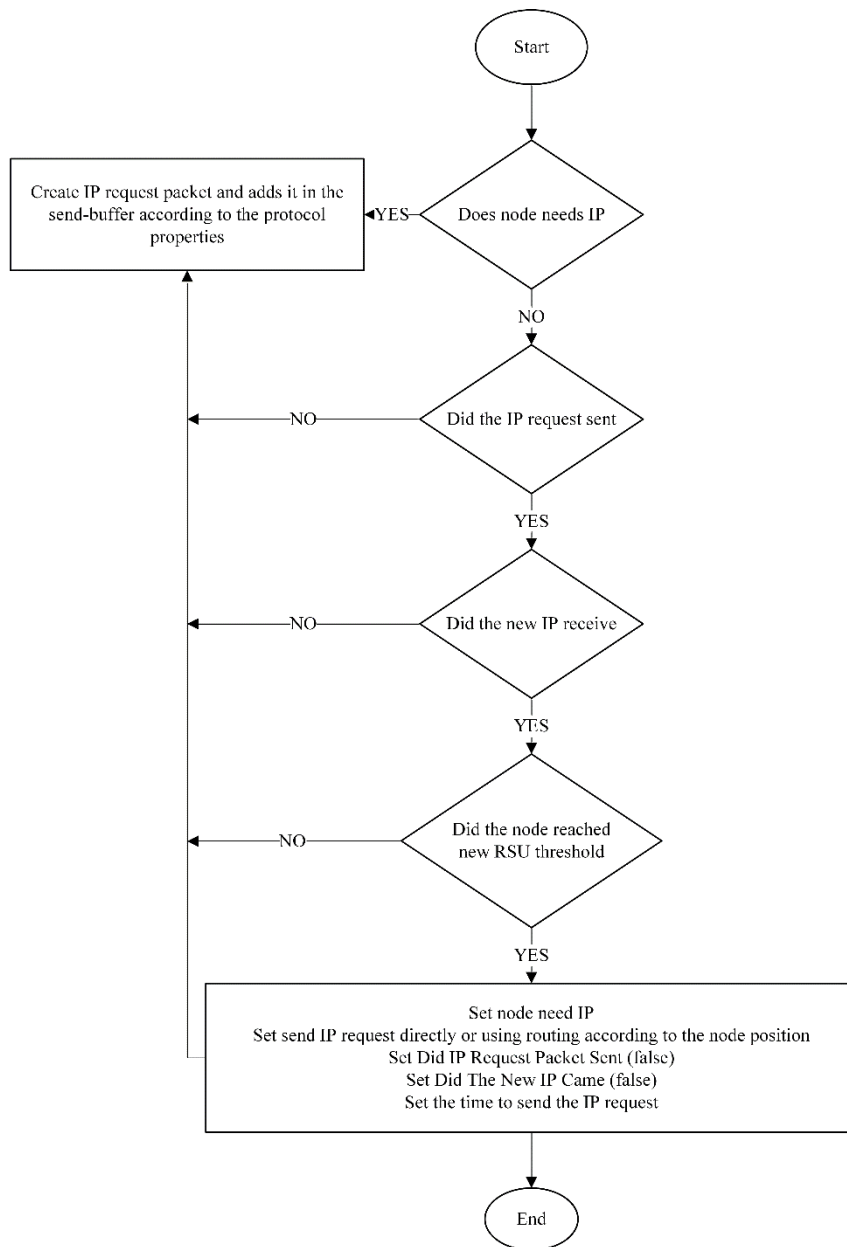 Start
Create IP request packet and adds it in the
send-buffer according to the protocol
properties
YES
Does node needs IP
NO
NO
Did the IP request sent
YES
NO
Did the new IP receive
YES
NO
Did the node reached
new RSU threshold
YES
Set node need IP
Set send IP request directly or using routing according to the node position
Set Did IP Request Packet Sent (false)
Set Did The New IP Came (false)
Set the time to send the IP request
End